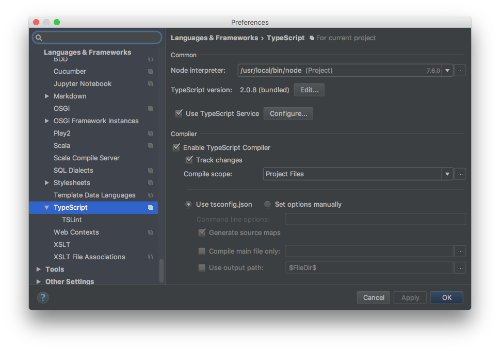 Preferences
Languages & Frameworks
BDD
Cucumber
Jupyter Notebook
Markdown
OSGi
OSGi Framework Instances
Play2
Scala
Scala Compile Server
SQL Dialects
Stylesheets
Template Data Languages
TypeScript
TSLint
Web Contexts
XSLT
XSLT File Associations
Tools
Other Settings
Languages & Frameworks › TypeScript For current project
Common
Node interpreter: /usr/local/bin/node (Project) 7.6.0
TypeScript version: 2.0.8 (bundled) Edit...
Use TypeScript Service Configure...
Compiler
Enable TypeScript Compiler
Track changes
Compile scope: Project Files
Use tsconfig.json Set options manually
Command line options:
Generate source maps
Compile main file only:
Use output path: $FileDir$
? Cancel Apply OK